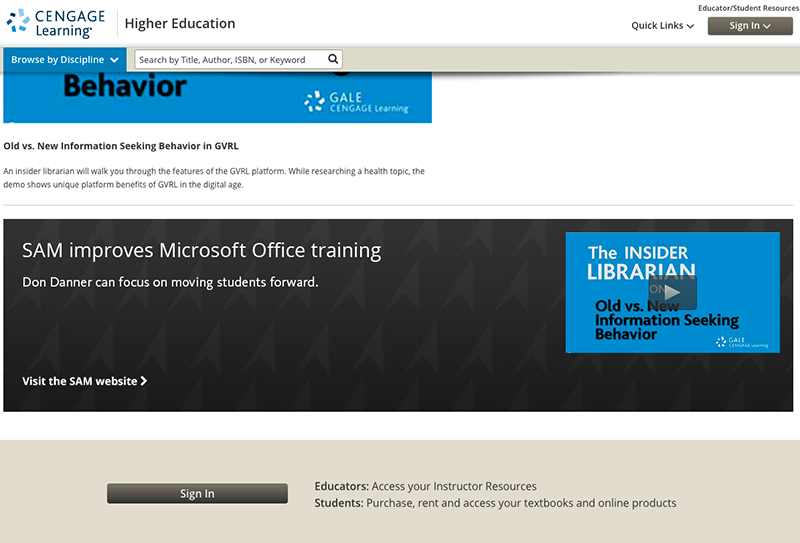 Educator/Student Resources
CENGAGE
Learning™
Higher Education
Quick Links
Sign In
Browse by Discipline
Search by Title, Author, ISBN, or Keyword
Behavior
GALE
CENGAGE Learning™
Old vs. New Information Seeking Behavior in GVRL
An insider librarian will walk you through the features of the GVRL platform. While researching a health topic, the
demo shows unique platform benefits of GVRL in the digital age.
SAM improves Microsoft Office training
Don Danner can focus on moving students forward.
Visit the SAM website
The INSIDER
LIBRARIAN
ON
Old vs. New
Information Seeking
Behavior
GALE
CENGAGE Learning™
Sign In
Educators: Access your Instructor Resources
Students: Purchase, rent and access your textbooks and online products